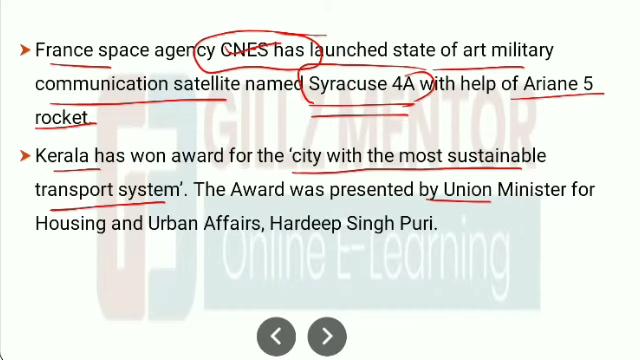 ➤ France space agency CNES has launched state of art military
communication satellite named Syracuse 4A with help of Ariane 5
rocket.
➤ Kerala has won award for the ‘city with the most sustainable
transport system’. The Award was presented by Union Minister for
Housing and Urban Affairs, Hardeep Singh Puri.
GILLZ MENTOR
Online E-Learning